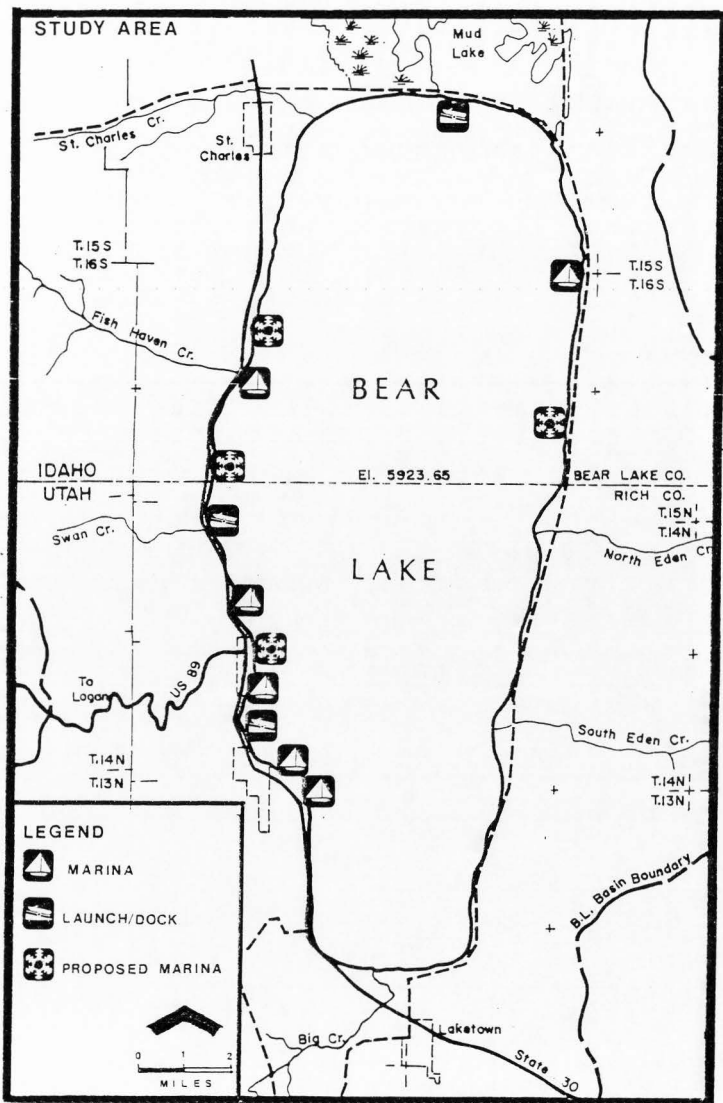 STUDY AREA
Mud
Lake
St. Charles Cr.
St.
Charles
T.15S
T.16S
T.15S
T.16S
Fish Haven Cr.
BEAR
IDAHO
El. 5923.65
BEAR LAKE CO.
UTAH
RICH CO.
T.15N
T.14N
Swan Cr.
North Eden Cr.
LAKE
To
Logan
US 89
South Eden Cr.
T.14N
T.13N
T.14N
T.13N
LEGEND
MARINA
LAUNCH/DOCK
PROPOSED MARINA
B.L. Basin Boundary
0 1 2
MILES
Big Cr.
Laketown
State 30